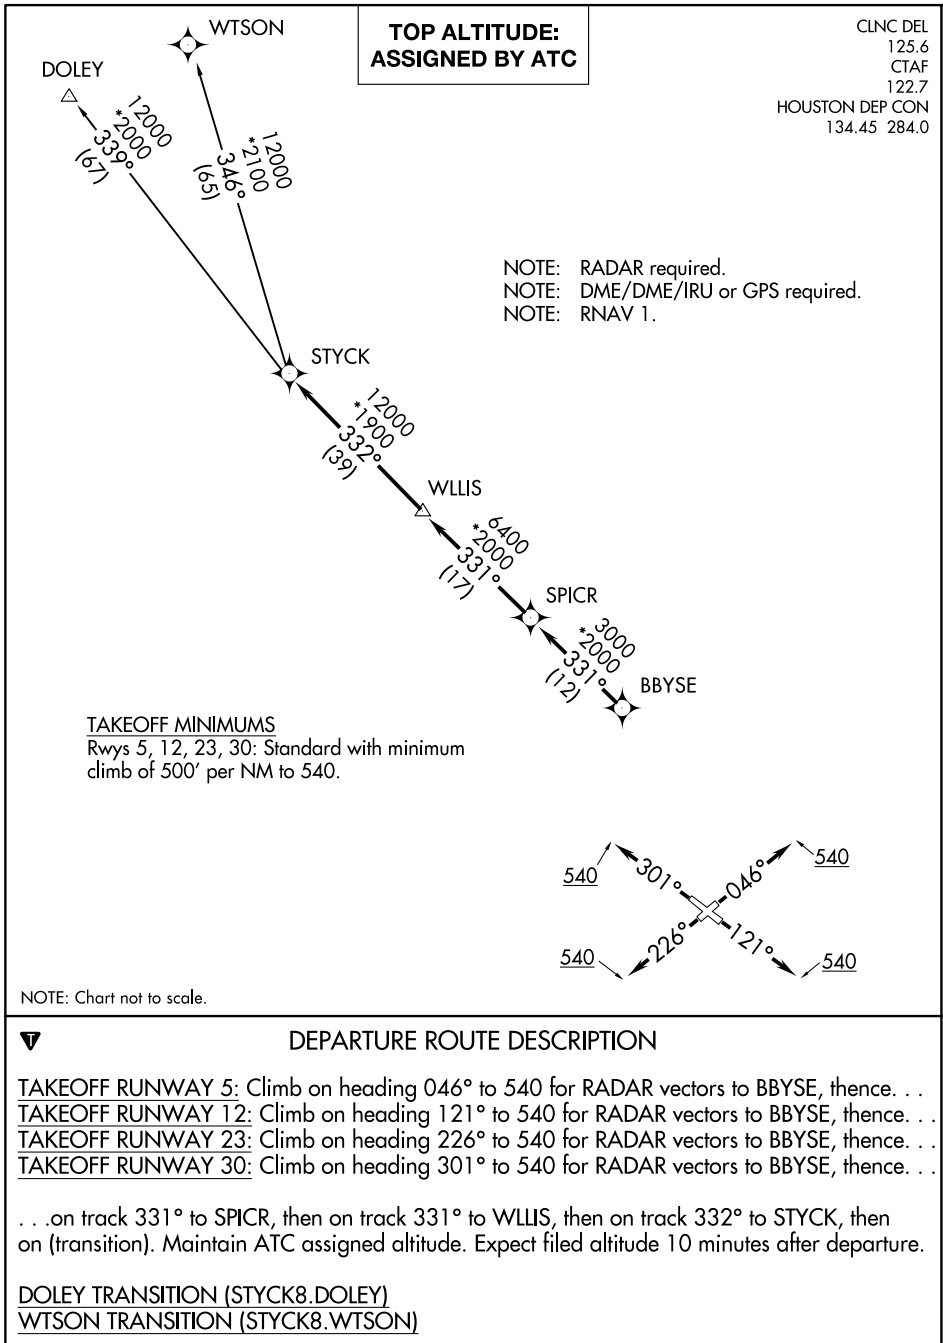 TOP ALTITUDE:
ASSIGNED BY ATC
CLNC DEL
125.6
CTAF
122.7
HOUSTON DEP CON
134.45 284.0
WTSON
DOLEY
12000
*2000
339°
(67)
12000
*2100
346°
(65)
NOTE: RADAR required.
NOTE: DME/DME/IRU or GPS required.
NOTE: RNAV 1.
STYCK
12000
*1900
332°
(39)
WLLIS
6400
*2000
331°
(17)
SPICR
3000
*2000
331°
(12)
BBYSE
TAKEOFF MINIMUMS
Rwys 5, 12, 23, 30: Standard with minimum
climb of 500' per NM to 540.
540
301°
046°
540
540
226°
121°
540
NOTE: Chart not to scale.
T
DEPARTURE ROUTE DESCRIPTION
TAKEOFF RUNWAY 5: Climb on heading 046° to 540 for RADAR vectors to BBYSE, thence. . .
TAKEOFF RUNWAY 12: Climb on heading 121° to 540 for RADAR vectors to BBYSE, thence. . .
TAKEOFF RUNWAY 23: Climb on heading 226° to 540 for RADAR vectors to BBYSE, thence. . .
TAKEOFF RUNWAY 30: Climb on heading 301° to 540 for RADAR vectors to BBYSE, thence. . .
. . .on track 331° to SPICR, then on track 331° to WLLIS, then on track 332° to STYCK, then
on (transition). Maintain ATC assigned altitude. Expect filed altitude 10 minutes after departure.
DOLEY TRANSITION (STYCK8.DOLEY)
WTSON TRANSITION (STYCK8.WTSON)